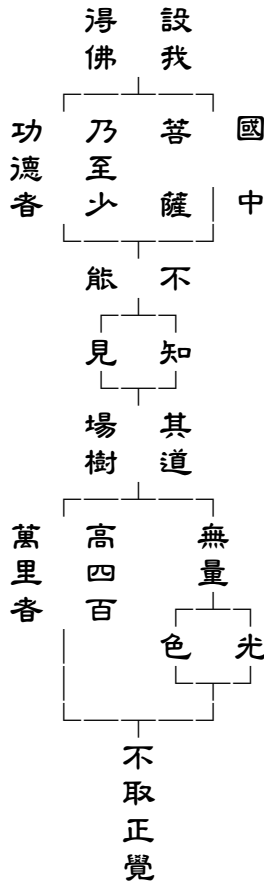 設我
得佛
國中
菩薩
乃至少
功德者
不
能
知
見
其道
場樹
無量
光
色
高四百
萬里者
不取正覺